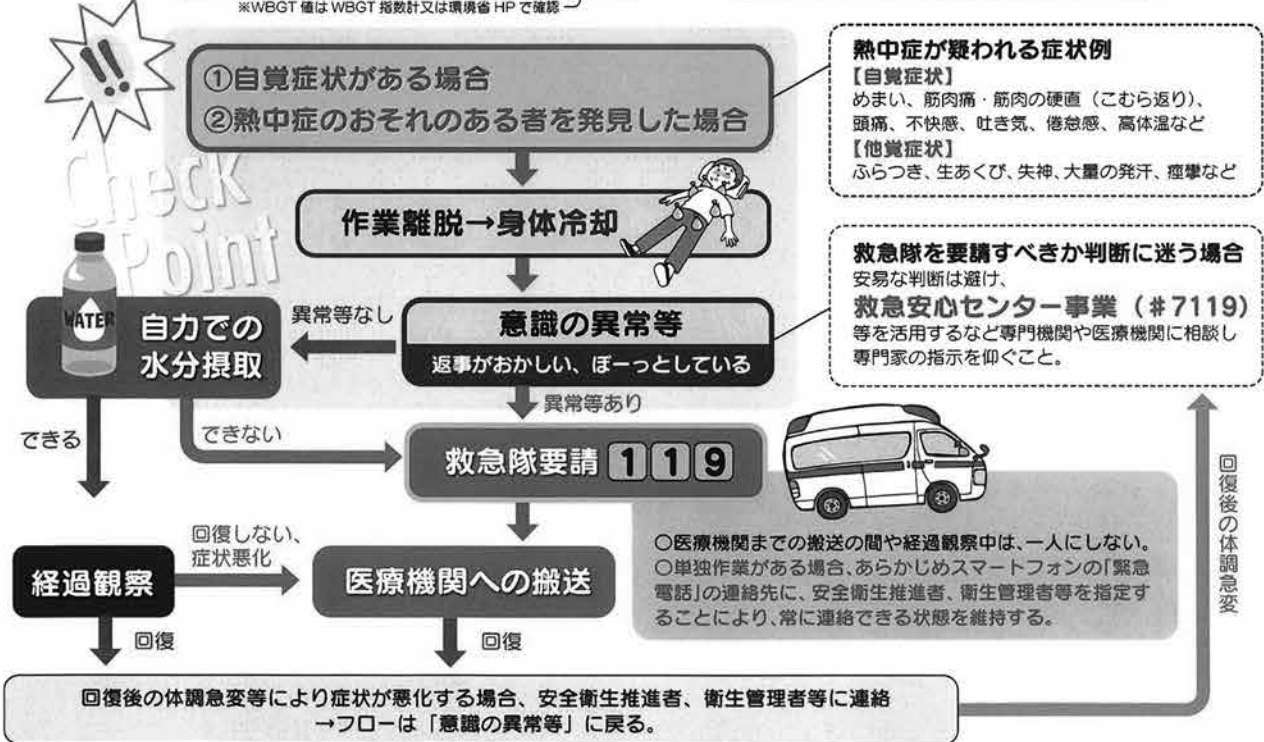 ※WBGT 値は WBGT 指数計又は環境省 HP で確認
!!
Check
Point
①自覚症状がある場合
②熱中症のおそれのある者を発見した場合
熱中症が疑われる症状例
【自覚症状】
めまい、筋肉痛・筋肉の硬直（こむら返り）、
頭痛、不快感、吐き気、倦怠感、高体温など
【他覚症状】
ふらつき、生あくび、失神、大量の発汗、痙攣など
作業離脱→身体冷却
救急隊を要請すべきか判断に迷う場合
安易な判断は避け、
救急安心センター事業（#7119）
等を活用するなど専門機関や医療機関に相談し
専門家の指示を仰ぐこと。
意識の異常等
返事がおかしい、ぼーっとしている
異常等なし
WATER
自力での
水分摂取
異常等あり
できる
できない
救急隊要請 119
回復しない、
症状悪化
経過観察
医療機関への搬送
○医療機関までの搬送の間や経過観察中は、一人にしない。
○単独作業がある場合、あらかじめスマートフォンの「緊急
電話」の連絡先に、安全衛生推進者、衛生管理者等を指定す
ることにより、常に連絡できる状態を維持する。
回復後の体調急変
回復
回復
回復後の体調急変等により症状が悪化する場合、安全衛生推進者、衛生管理者等に連絡
→フローは「意識の異常等」に戻る。